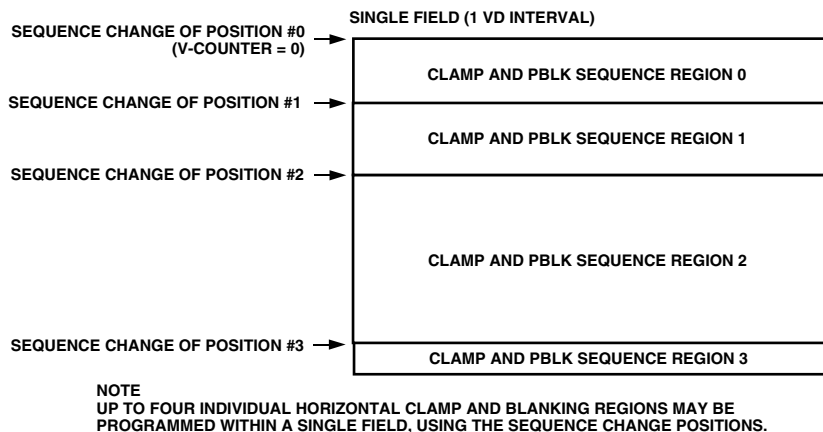 SINGLE FIELD (1 VD INTERVAL)
SEQUENCE CHANGE OF POSITION #0
(V-COUNTER = 0)
CLAMP AND PBLK SEQUENCE REGION 0
SEQUENCE CHANGE OF POSITION #1
CLAMP AND PBLK SEQUENCE REGION 1
SEQUENCE CHANGE OF POSITION #2
CLAMP AND PBLK SEQUENCE REGION 2
SEQUENCE CHANGE OF POSITION #3
CLAMP AND PBLK SEQUENCE REGION 3
NOTE
UP TO FOUR INDIVIDUAL HORIZONTAL CLAMP AND BLANKING REGIONS MAY BE
PROGRAMMED WITHIN A SINGLE FIELD, USING THE SEQUENCE CHANGE POSITIONS.